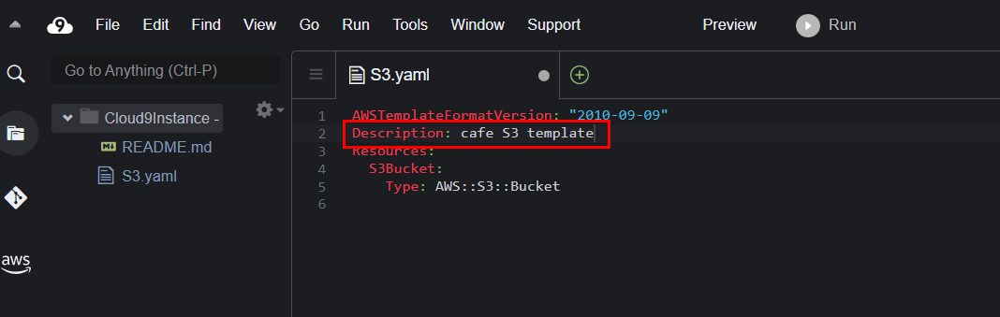 File Edit Find View Go Run Tools Window Support Preview Run
Go to Anything (Ctrl-P)
S3.yaml
Cloud9Instance -
README.md
S3.yaml
aws
1 AWSTemplateFormatVersion: "2010-09-09"
2 Description: cafe S3 template
3 Resources:
4 S3Bucket:
5 Type: AWS::S3::Bucket
6